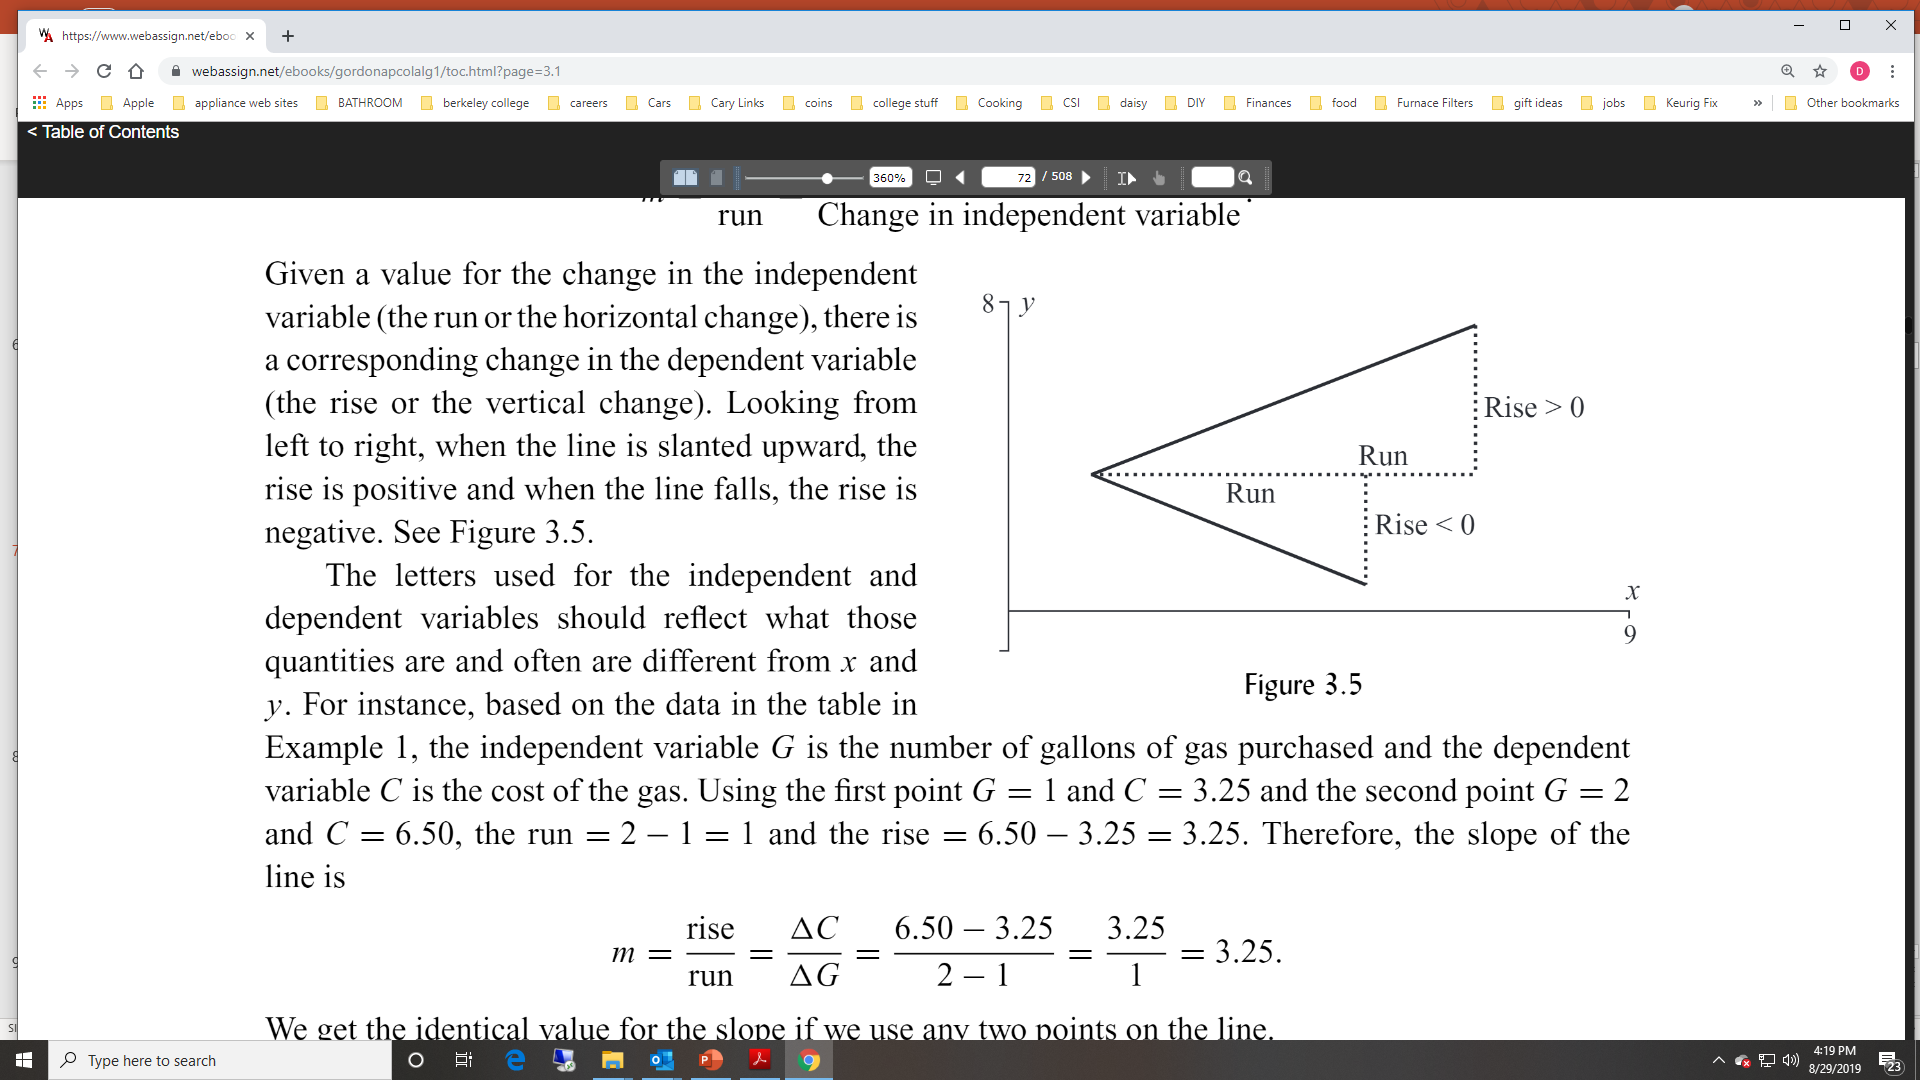 https://www.webassign.net/eboo
webassign.net/ebooks/gordonapcolalg1/toc.html?page=3.1
D
Apps Apple appliance web sites BATHROOM berkeley college careers Cars Cary Links coins college stuff Cooking CSI daisy DIY Finances food Furnace Filters gift ideas jobs Keurig Fix » Other bookmarks
< Table of Contents
360% 72 / 508
run Change in independent variable
Given a value for the change in the independent
variable (the run or the horizontal change), there is
a corresponding change in the dependent variable
(the rise or the vertical change). Looking from
left to right, when the line is slanted upward, the
rise is positive and when the line falls, the rise is
negative. See Figure 3.5.
The letters used for the independent and
dependent variables should reflect what those
quantities are and often are different from x and
y. For instance, based on the data in the table in
8 y
Rise > 0
Run
Run
Rise < 0
x
9
Figure 3.5
Example 1, the independent variable G is the number of gallons of gas purchased and the dependent
variable C is the cost of the gas. Using the first point G = 1 and C = 3.25 and the second point G = 2
and C = 6.50, the run = 2 − 1 = 1 and the rise = 6.50 − 3.25 = 3.25. Therefore, the slope of the
line is
m = rise/run = ΔC/ΔG = 6.50 − 3.25/2 − 1 = 3.25/1 = 3.25.
We get the identical value for the slope if we use any two points on the line.
Type here to search
4:19 PM
8/29/2019
23